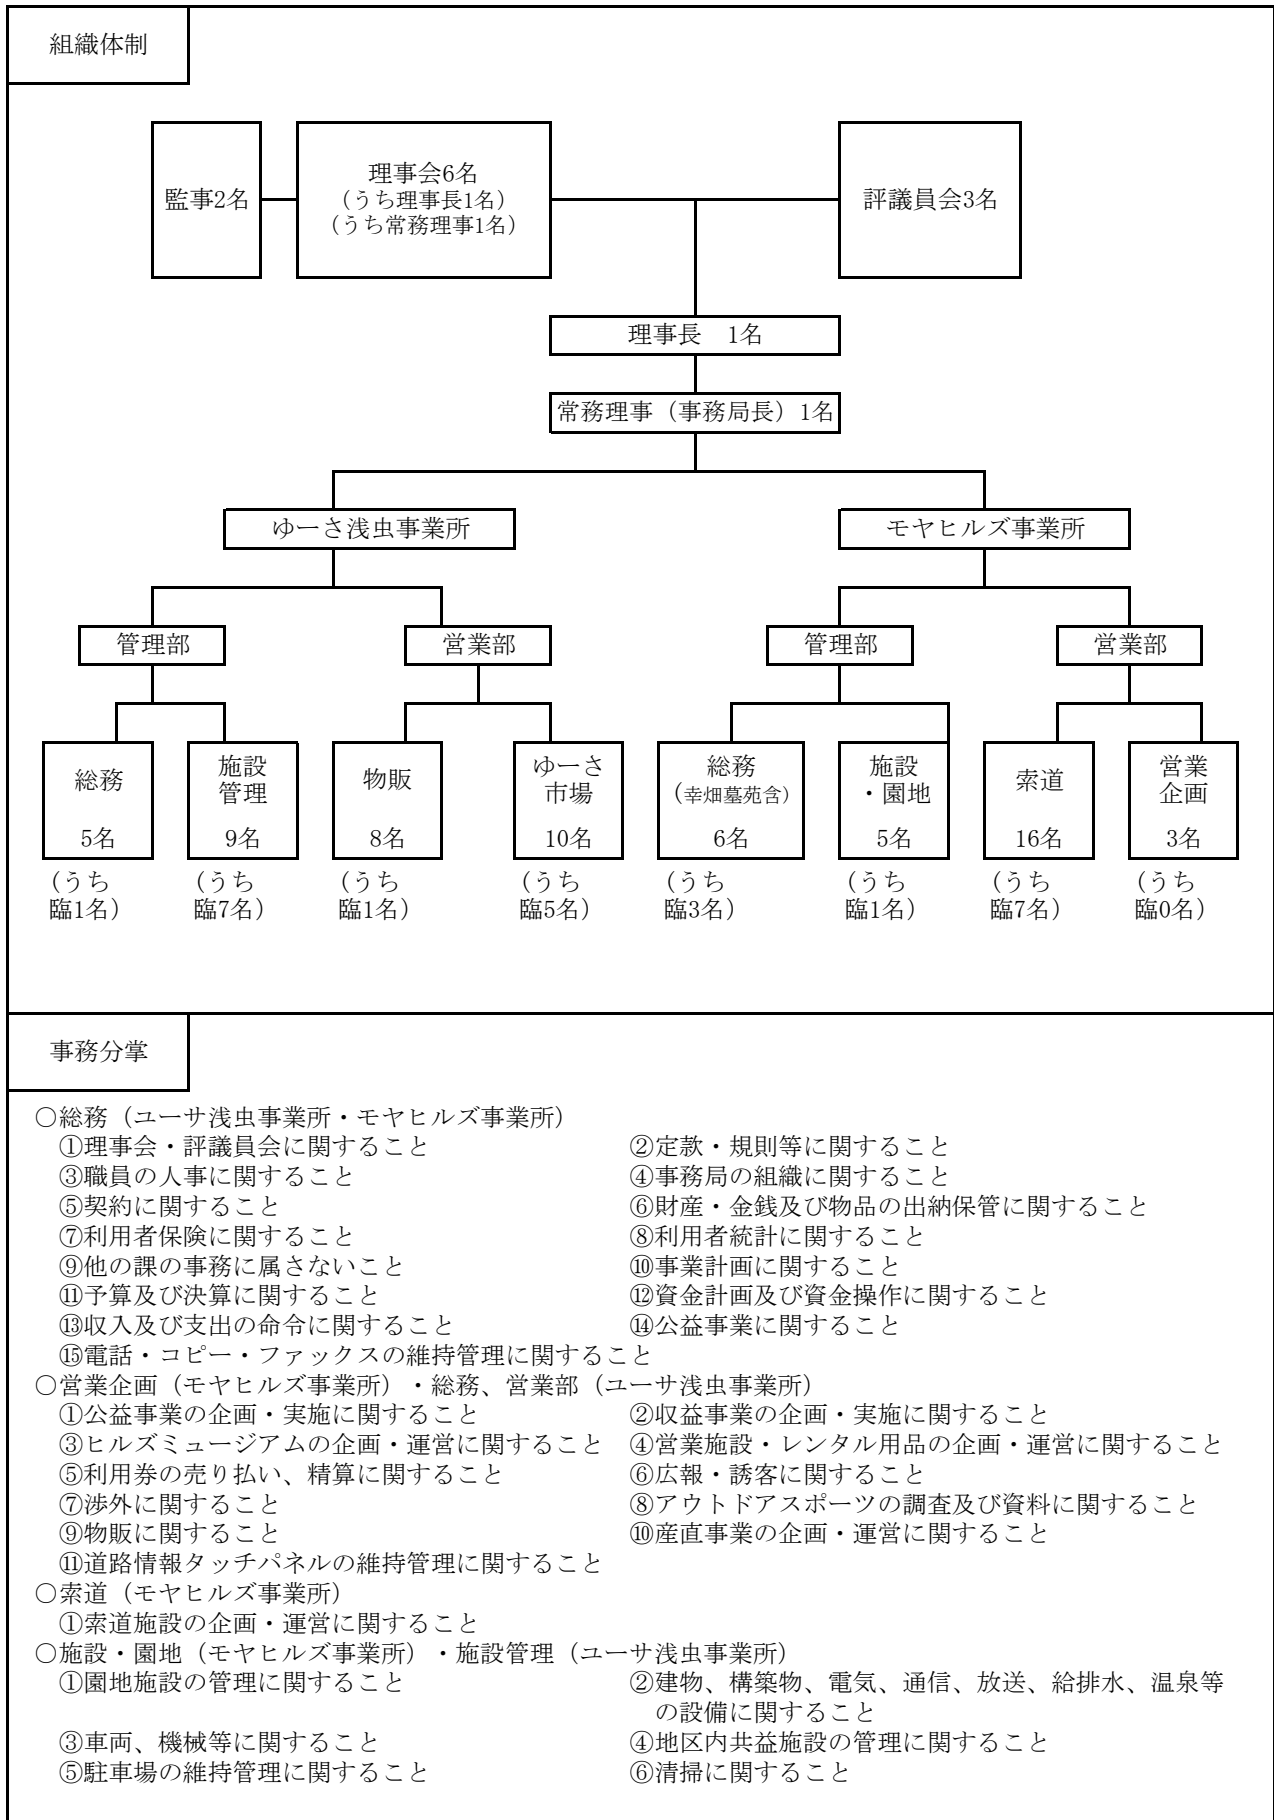 組織体制
監事2名
理事会6名
（うち理事長1名）
（うち常務理事1名）
評議員会3名
理事長　1名
常務理事（事務局長）1名
ゆーさ浅虫事業所
モヤヒルズ事業所
管理部
営業部
管理部
営業部
総務
5名
（うち
臨1名）
施設
管理
9名
（うち
臨7名）
物販
8名
（うち
臨1名）
ゆーさ
市場
10名
（うち
臨5名）
総務
（幸畑墓苑含）
6名
（うち
臨3名）
施設
・園地
5名
（うち
臨1名）
索道
16名
（うち
臨7名）
営業
企画
3名
（うち
臨0名）
事務分掌
○総務（ユーサ浅虫事業所・モヤヒルズ事業所）
①理事会・評議員会に関すること　②定款・規則等に関すること
③職員の人事に関すること　④事務局の組織に関すること
⑤契約に関すること　⑥財産・金銭及び物品の出納保管に関すること
⑦利用者保険に関すること　⑧利用者統計に関すること
⑨他の課の事務に属さないこと　⑩事業計画に関すること
⑪予算及び決算に関すること　⑫資金計画及び資金操作に関すること
⑬収入及び支出の命令に関すること　⑭公益事業に関すること
⑮電話・コピー・ファックスの維持管理に関すること
○営業企画（モヤヒルズ事業所）・総務、営業部（ユーサ浅虫事業所）
①公益事業の企画・実施に関すること　②収益事業の企画・実施に関すること
③ヒルズミュージアムの企画・運営に関すること　④営業施設・レンタル用品の企画・運営に関すること
⑤利用券の売り払い、精算に関すること　⑥広報・誘客に関すること
⑦渉外に関すること　⑧アウトドアスポーツの調査及び資料に関すること
⑨物販に関すること　⑩産直事業の企画・運営に関すること
⑪道路情報タッチパネルの維持管理に関すること
○索道（モヤヒルズ事業所）
①索道施設の企画・運営に関すること
○施設・園地（モヤヒルズ事業所）・施設管理（ユーサ浅虫事業所）
①園地施設の管理に関すること　②建物、構築物、電気、通信、放送、給排水、温泉等
の設備に関すること
③車両、機械等に関すること　④地区内共益施設の管理に関すること
⑤駐車場の維持管理に関すること　⑥清掃に関すること